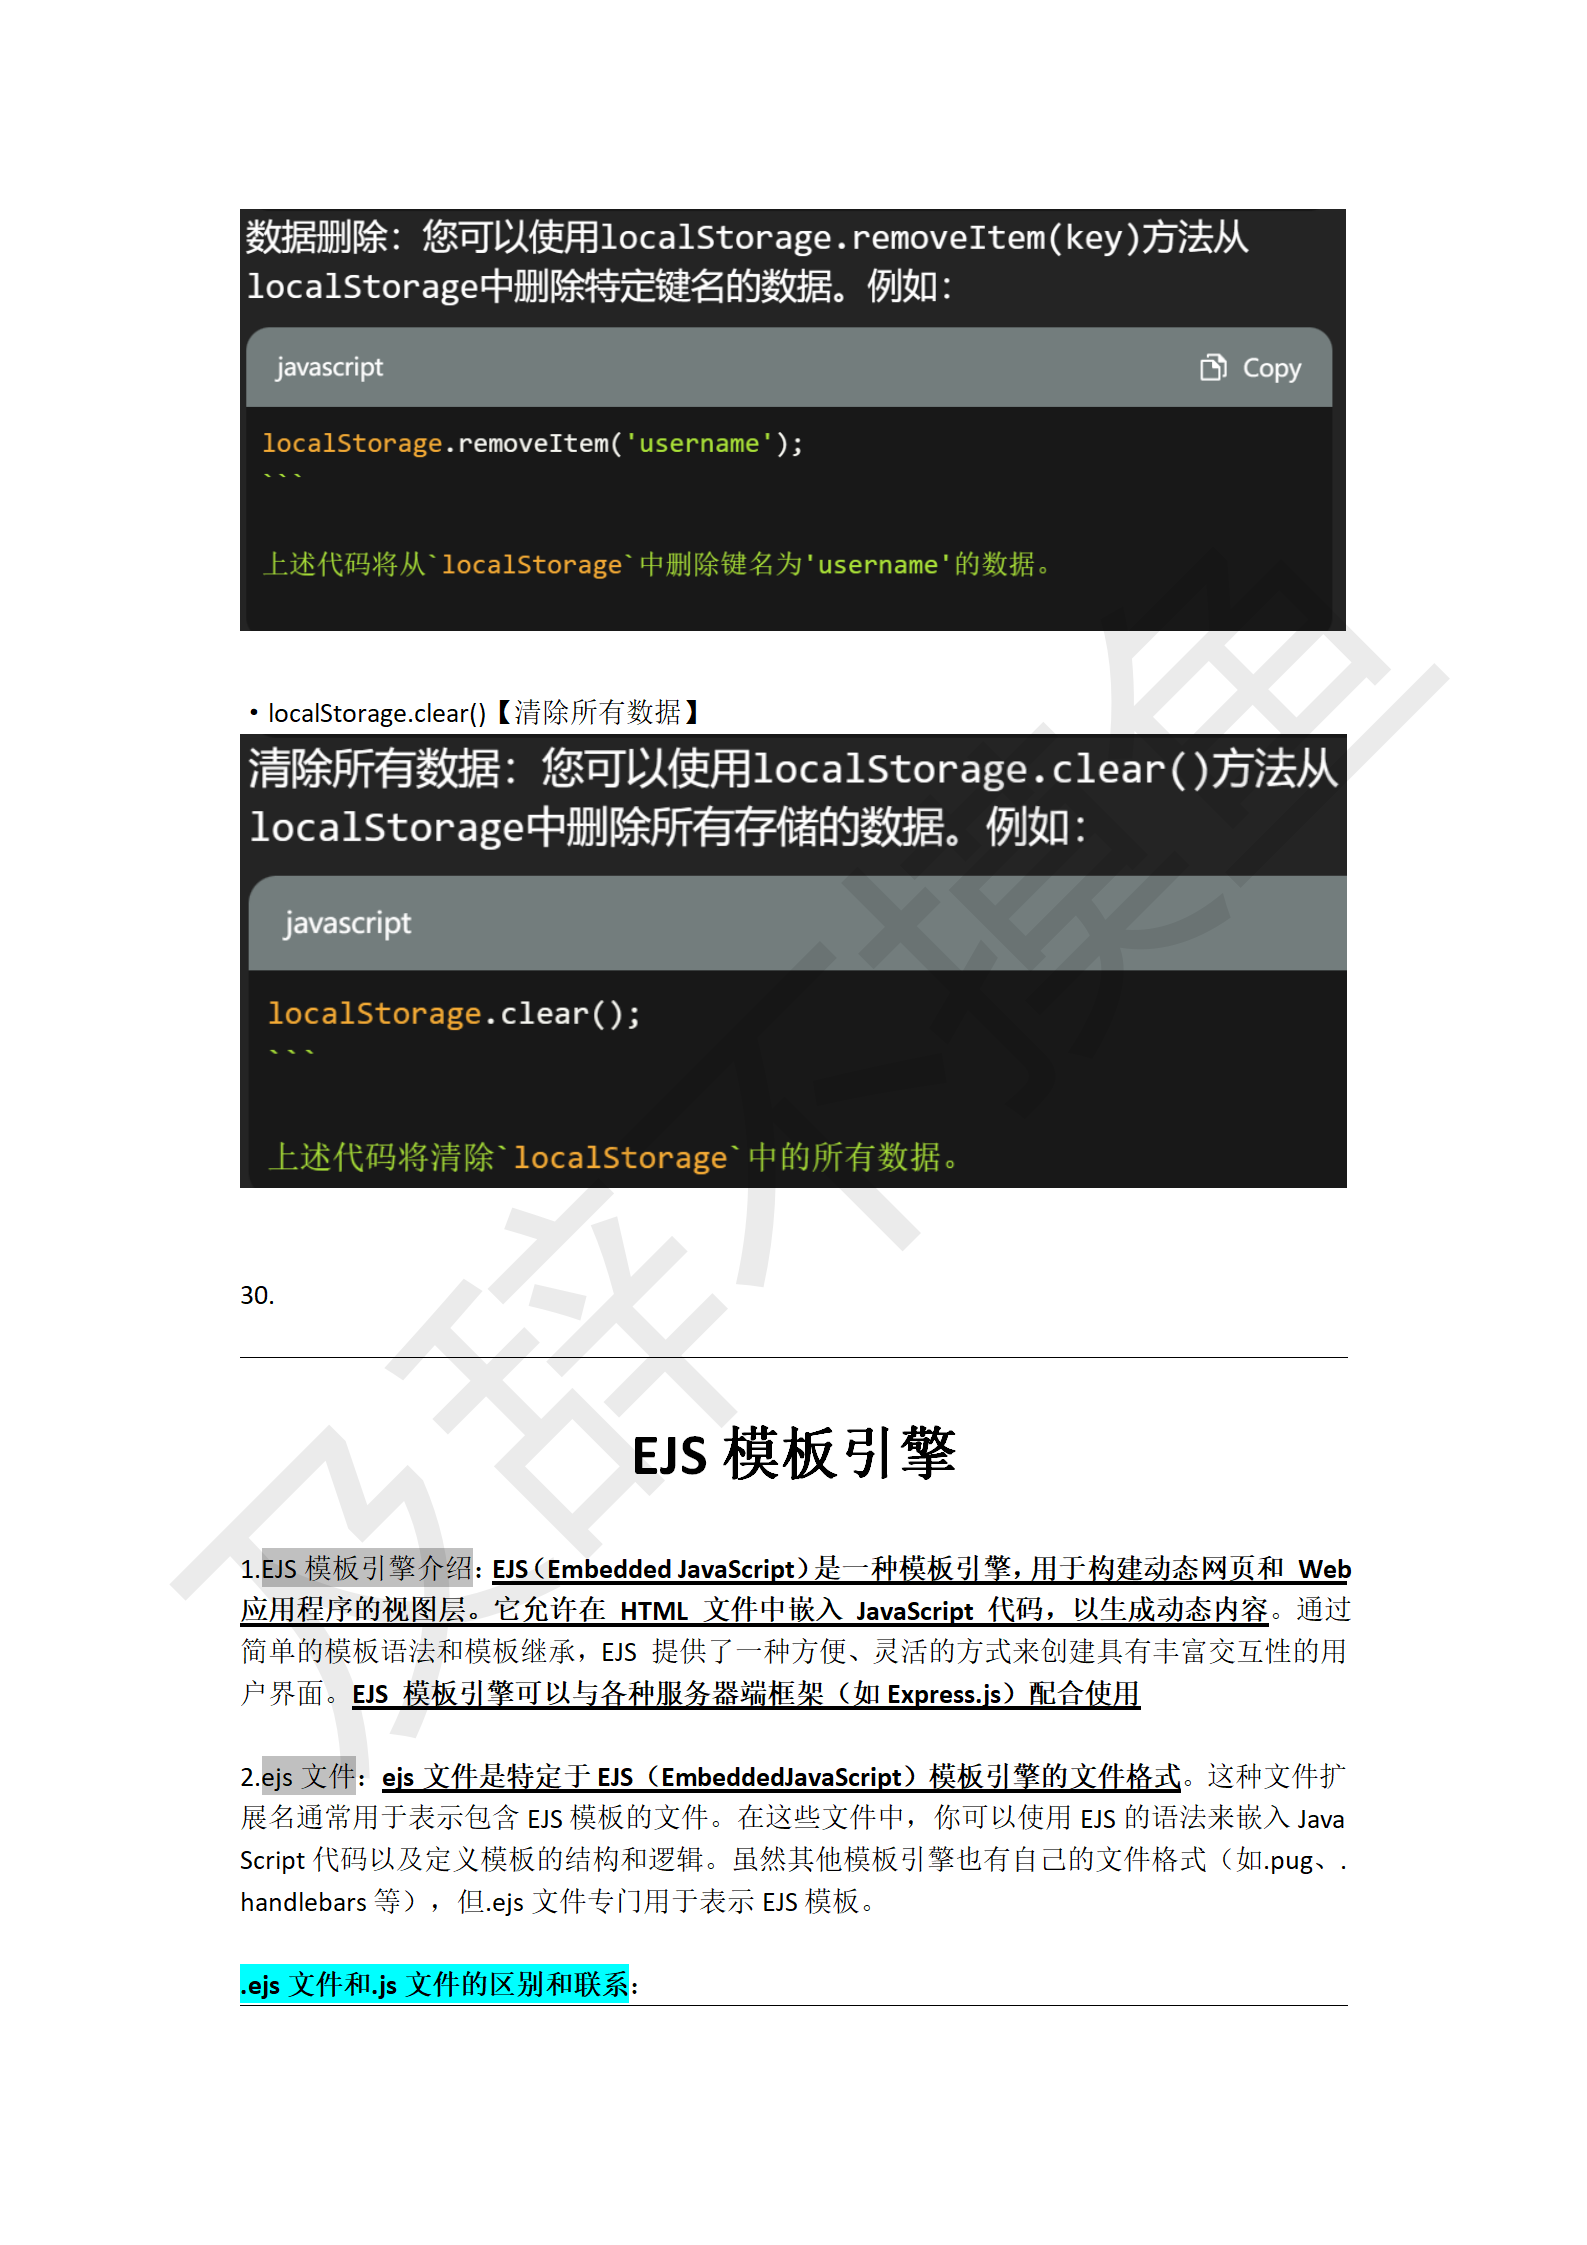 数据删除：您可以使用localStorage.removeItem(key)方法从
localStorage中删除特定键名的数据。例如：
javascript
Copy
localStorage.removeItem('username');
```
上述代码将从`localStorage`中删除键名为'username'的数据。
·localStorage.clear()【清除所有数据】
清除所有数据：您可以使用localStorage.clear()方法从
localStorage中删除所有存储的数据。例如：
javascript
localStorage.clear();
```
上述代码将清除`localStorage`中的所有数据。
30.
EJS 模板引擎
1.EJS 模板引擎介绍：EJS（Embedded JavaScript）是一种模板引擎，用于构建动态网页和 Web
应用程序的视图层。它允许在 HTML 文件中嵌入 JavaScript 代码，以生成动态内容。通过
简单的模板语法和模板继承，EJS 提供了一种方便、灵活的方式来创建具有丰富交互性的用
户界面。EJS 模板引擎可以与各种服务器端框架（如 Express.js）配合使用
2.ejs 文件：ejs 文件是特定于 EJS（EmbeddedJavaScript）模板引擎的文件格式。这种文件扩
展名通常用于表示包含 EJS 模板的文件。在这些文件中，你可以使用 EJS 的语法来嵌入 Java
Script 代码以及定义模板的结构和逻辑。虽然其他模板引擎也有自己的文件格式（如.pug、.
handlebars 等），但.ejs 文件专门用于表示 EJS 模板。
.ejs 文件和.js 文件的区别和联系：
及辞不摸鱼